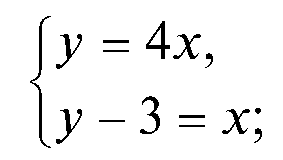 y = 4x,
y − 3 = x;